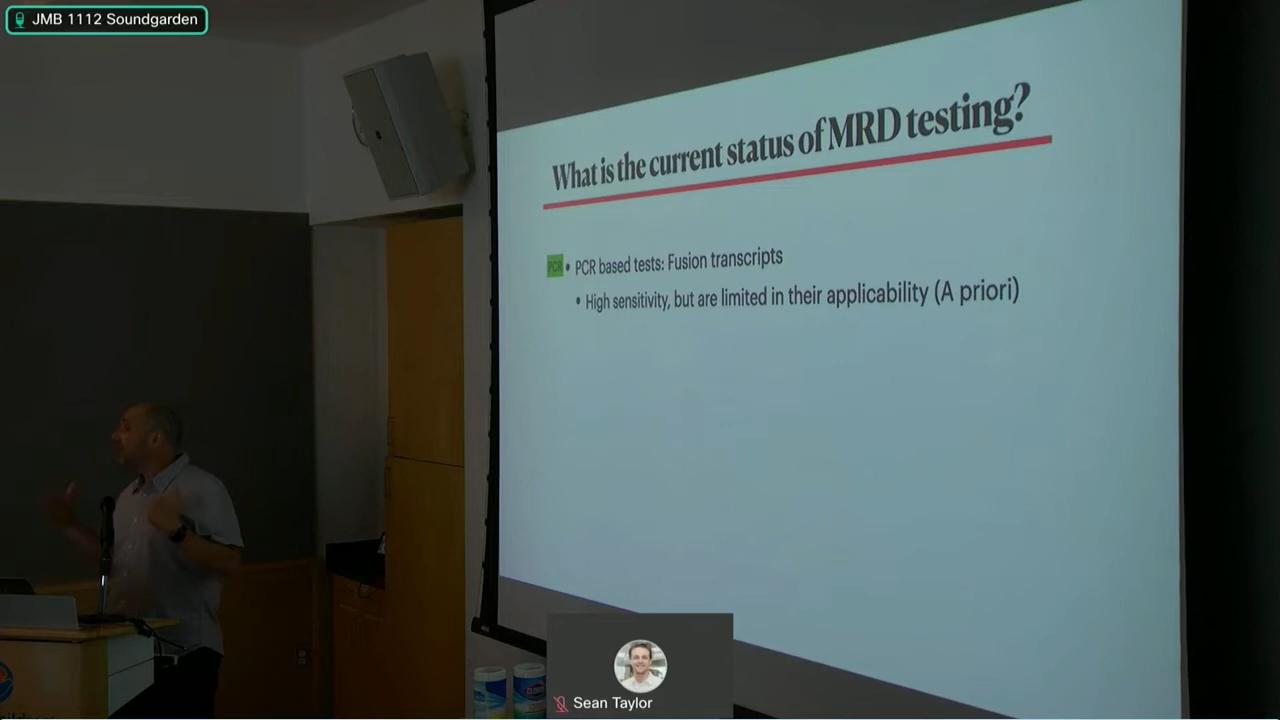 JMB 1112 Soundgarden
What is the current status of MRD testing?
PCR
• PCR based tests: Fusion transcripts
• High sensitivity, but are limited in their applicability (A priori)
Sean Taylor